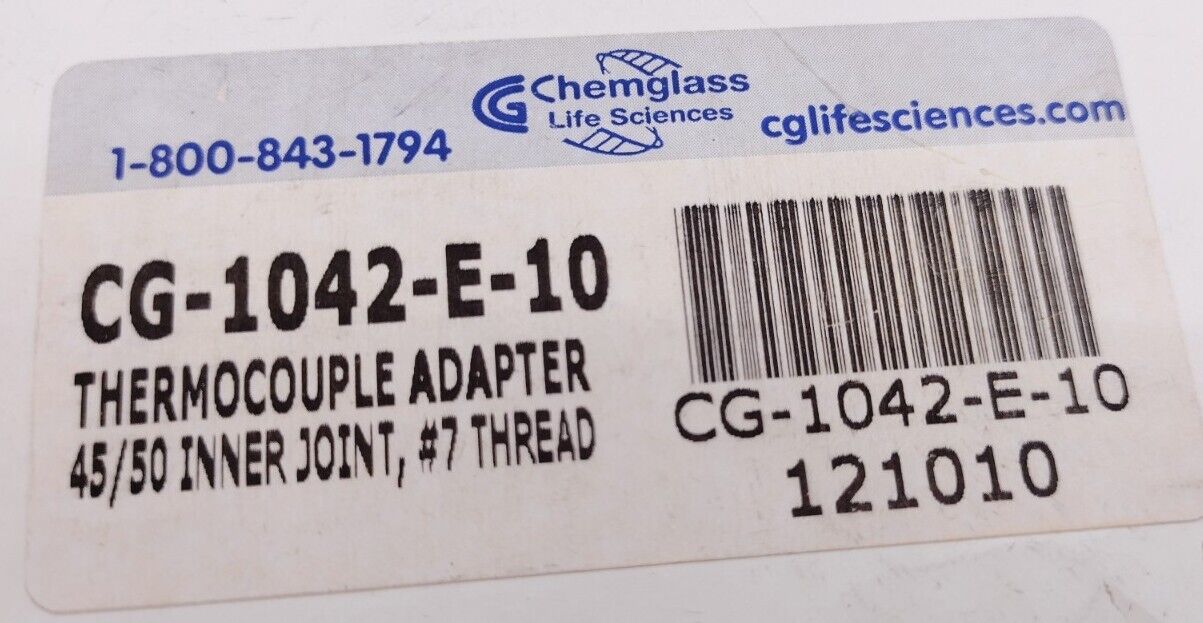 1-800-843-1794
CG Chemglass
Life Sciences
cglifesciences.com
CG-1042-E-10
THERMOCOUPLE ADAPTER
45/50 INNER JOINT, #7 THREAD
CG-1042-E-10
121010